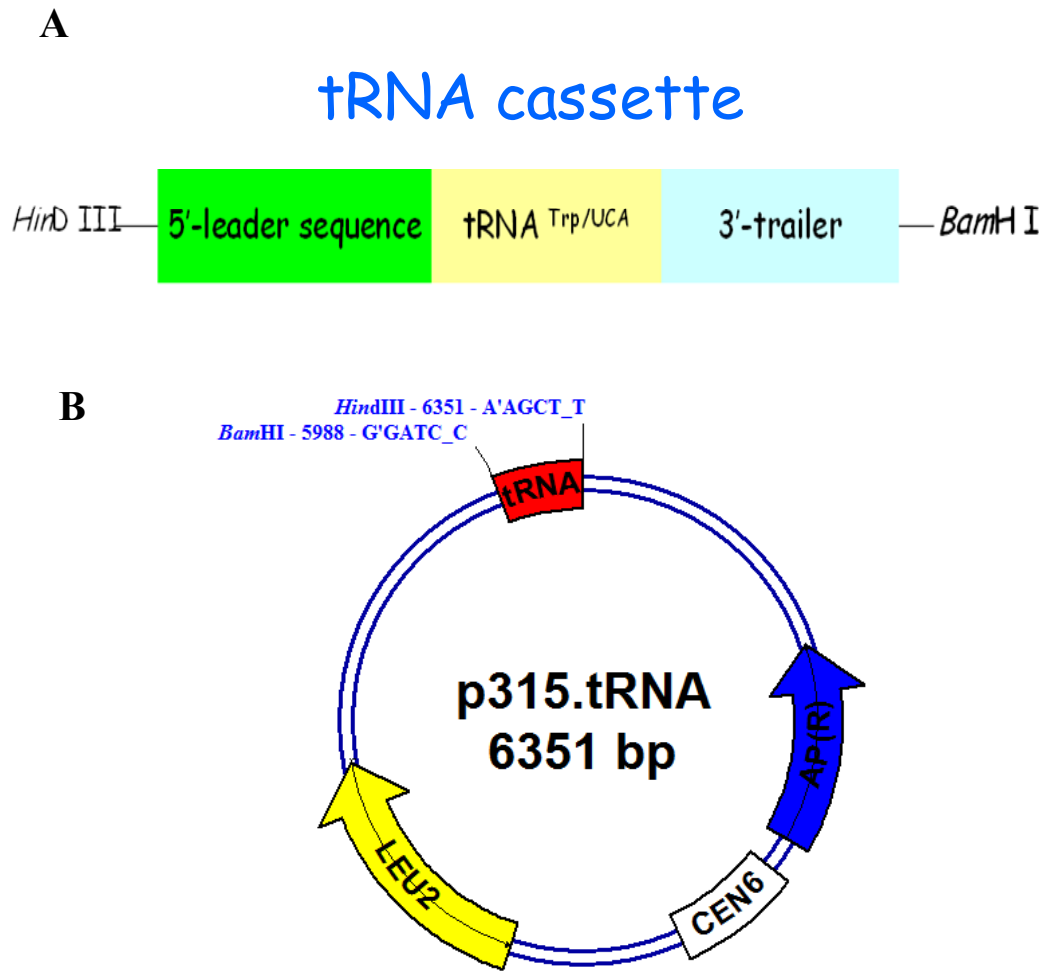 A
tRNA cassette
HinD III
5'-leader sequence
tRNA Trp/UCA
3'-trailer
BamH I
B
HindIII - 6351 - A'AGCT_T
BamHI - 5988 - G'GATC_C
tRNA
p315.tRNA
6351 bp
AP(R)
LEU2
CEN6